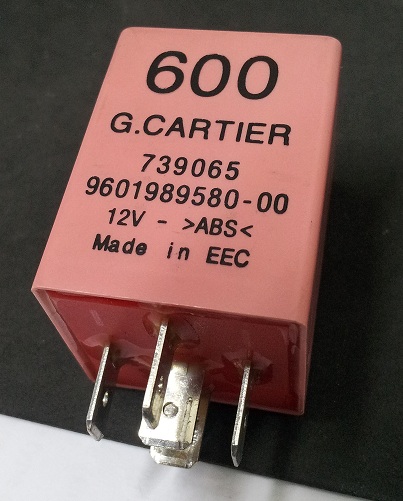 600
G.CARTIER
739065
9601989580-00
12V - >ABS<
Made in EEC